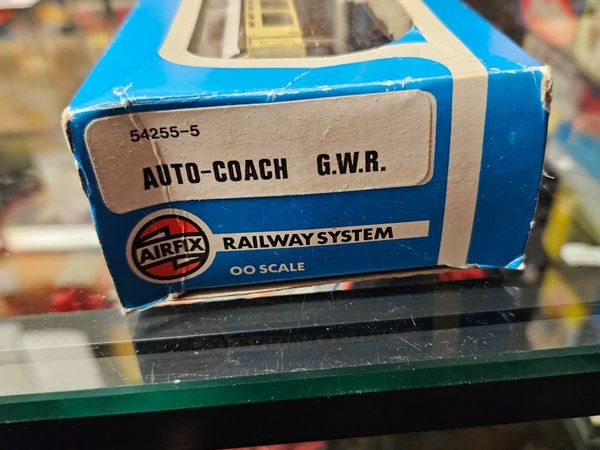 54255-5
AUTO-COACH G.W.R.
AIRFIX
RAILWAY SYSTEM
OO SCALE